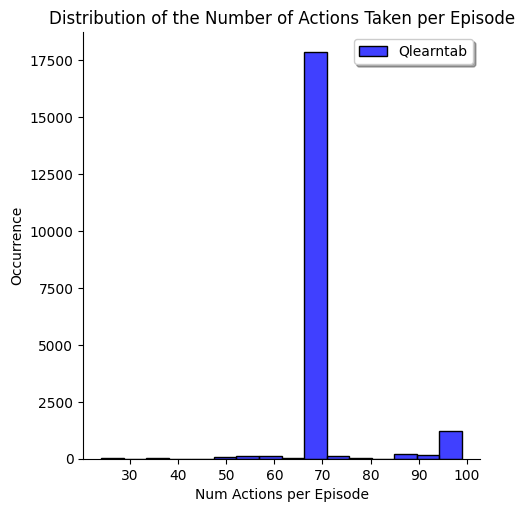 Distribution of the Number of Actions Taken per Episode
Qlearntab
17500
15000
12500
10000
7500
5000
2500
0
Occurrence
30 40 50 60 70 80 90 100
Num Actions per Episode